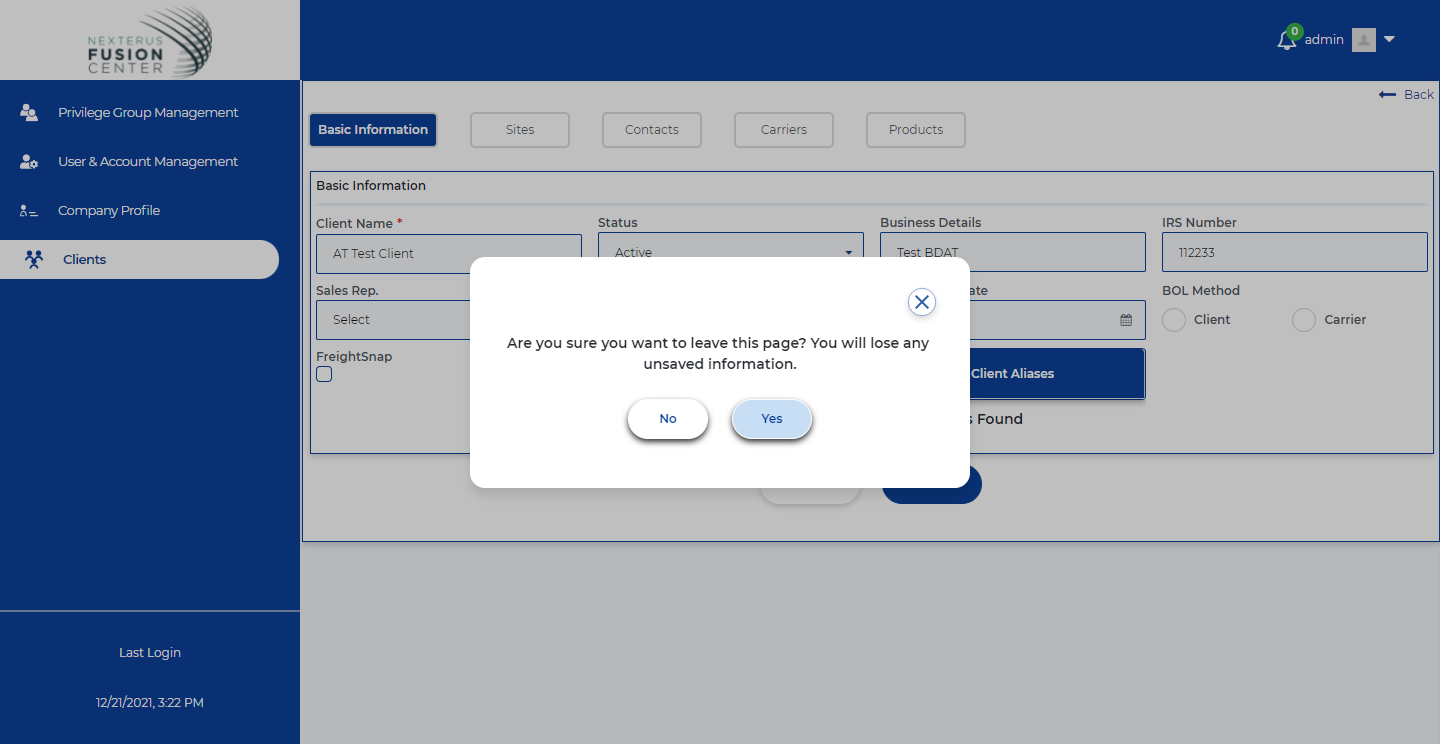 NEXTERUS
FUSION
CENTER
0
admin
Privilege Group Management
User & Account Management
Company Profile
Clients
Last Login
12/21/2021, 3:22 PM
Back
Basic Information
Sites
Contacts
Carriers
Products
Basic Information
Client Name *
Status
Business Details
IRS Number
AT Test Client
Active
Test BDAT
112233
Sales Rep.
BOL Method
Select
Client
Carrier
FreightSnap
Client Aliases
Found
Are you sure you want to leave this page? You will lose any
unsaved information.
No
Yes